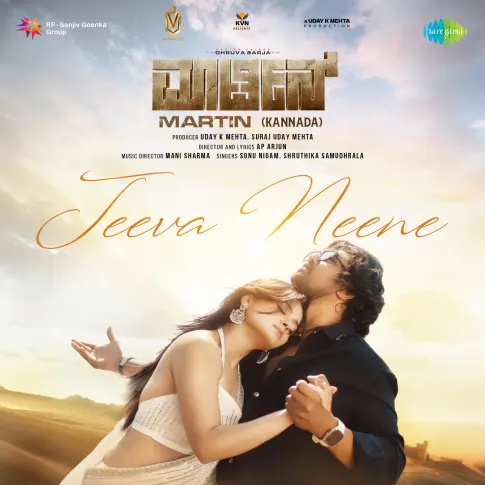 RP - Sanjiv Goenka
Group
KVN
PRESENTS
A UDAY K MEHTA
PRODUCTION
saregama
DHRUVA SARJA
ಮಾರ್ಟಿನ್
MARTIN (KANNADA)
PRODUCER UDAY K MEHTA, SURAJ UDAY MEHTA
DIRECTOR AND LYRICS AP ARJUN
MUSIC DIRECTOR MANI SHARMA SINGERS SONU NIGAM, SHRUTHIKA SAMUDHRALA
Jeeva Neene